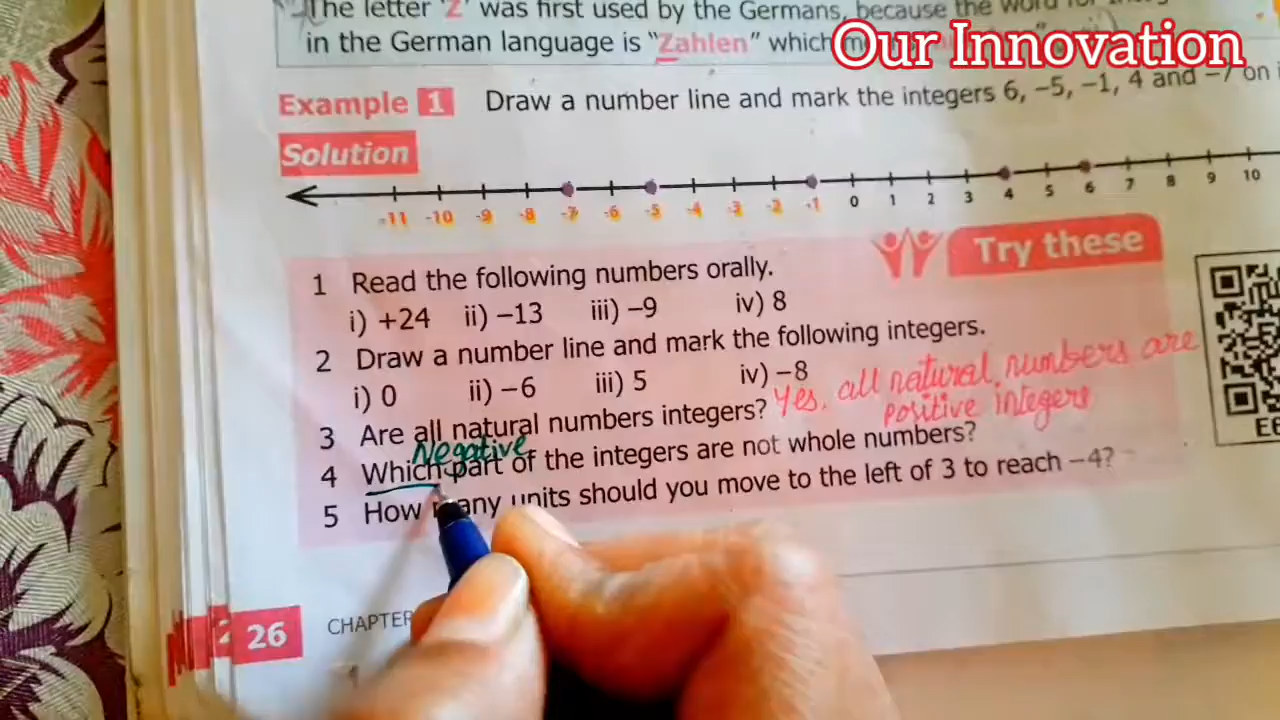 The letter 'Z' was first used by the Germans, because the word for
in the German language is "Zahlen" which
Our Innovation
Example 1 Draw a number line and mark the integers 6, −5, −1, 4 and −7 on
Solution
-11 -10 -9 -8 -7 -6 -5 -4 -3 -2 -1 0 1 2 3 4 5 6 7 8 9 10
Try these
1 Read the following numbers orally.
i) +24 ii) −13 iii) −9 iv) 8
2 Draw a number line and mark the following integers.
i) 0 ii) −6 iii) 5 iv) −8
3 Are all natural numbers integers? Yes, all natural numbers are
positive integers
Negative
4 Which part of the integers are not whole numbers?
5 How many units should you move to the left of 3 to reach −4?
26 CHAPTER